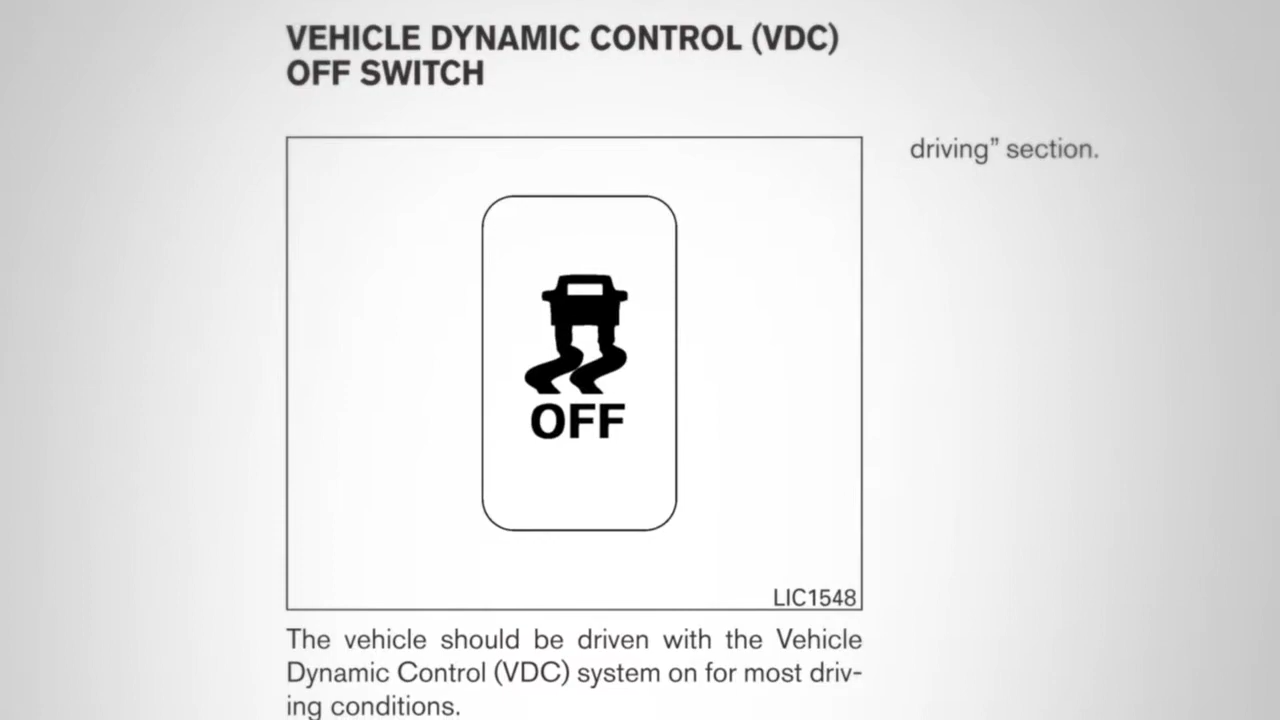 VEHICLE DYNAMIC CONTROL (VDC)
OFF SWITCH
OFF
LIC1548
The vehicle should be driven with the Vehicle
Dynamic Control (VDC) system on for most driv-
ing conditions.
driving” section.